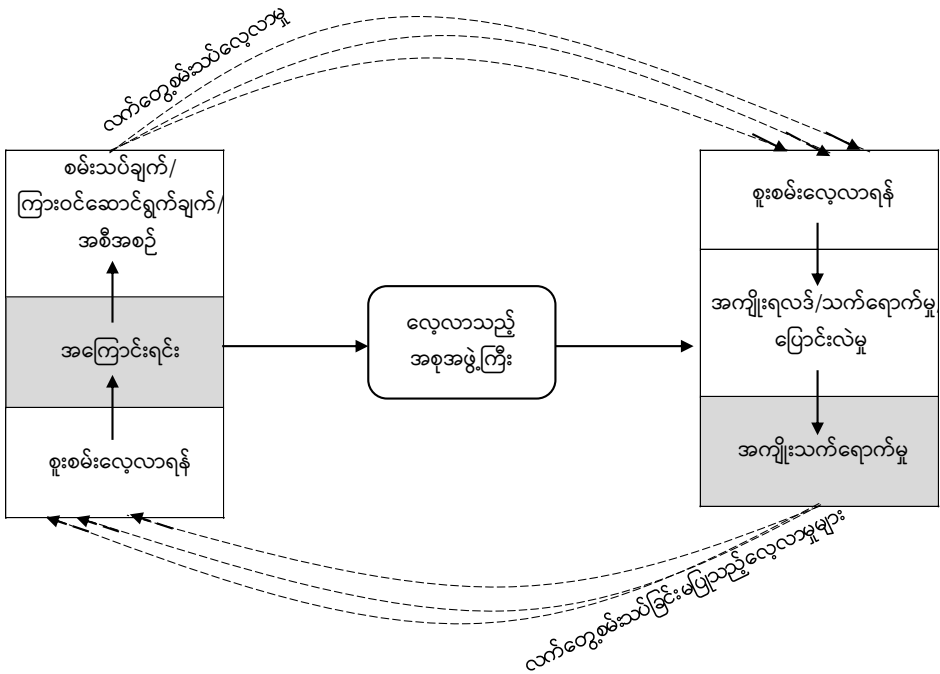 လက်တွေ့စမ်းသပ်လေ့လာမှု
စမ်းသပ်ချက်/
ကြားဝင်ဆောင်ရွက်ချက်/
အစီအစဉ်
အကြောင်းရင်း
စူးစမ်းလေ့လာရန်
လေ့လာသည့်
အစုအဖွဲ့ကြီး
စူးစမ်းလေ့လာရန်
အကျိုးရလဒ်/သက်ရောက်မှု
ပြောင်းလဲမှု
အကျိုးသက်ရောက်မှု
လက်တွေ့စမ်းသပ်ခြင်းမပြုသည့်လေ့လာမှုများ